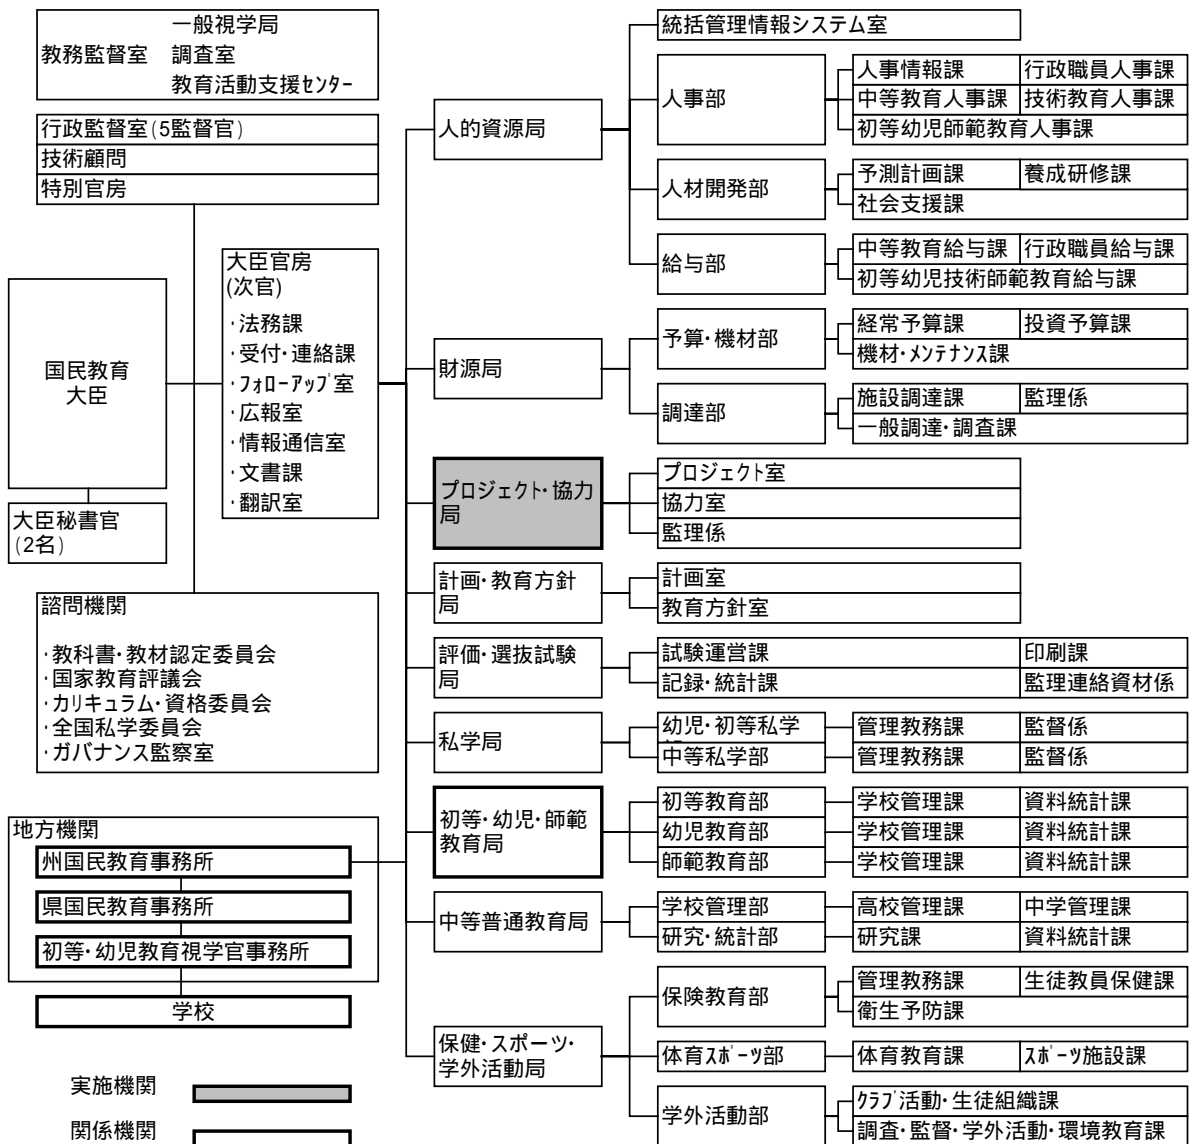 一般視学局
教務監督室 調査室
教育活動支援センター
行政監督室(5監督官)
技術顧問
特別官房
国民教育
大臣
大臣秘書官
(2名)
大臣官房
(次官)
・法務課
・受付・連絡課
・フォローアップ室
・広報室
・情報通信室
・文書課
・翻訳室
諮問機関
・教科書・教材認定委員会
・国家教育評議会
・カリキュラム・資格委員会
・全国私学委員会
・ガバナンス監察室
地方機関
州国民教育事務所
県国民教育事務所
初等・幼児教育視学官事務所
学校
実施機関
関係機関
人的資源局
統括管理情報システム室
人事部
人事情報課 行政職員人事課
中等教育人事課 技術教育人事課
初等幼児師範教育人事課
人材開発部
予測計画課 養成研修課
社会支援課
給与部
中等教育給与課 行政職員給与課
初等幼児技術師範教育給与課
財源局
予算・機材部
経常予算課 投資予算課
機材・メンテナンス課
調達部
施設調達課 監理係
一般調達・調査課
プロジェクト・協力
局
プロジェクト室
協力室
監理係
計画・教育方針
局
計画室
教育方針室
評価・選抜試験
局
試験運営課 印刷課
記録・統計課 監理連絡資材係
私学局
幼児・初等私学
管理教務課 監督係
中等私学部 管理教務課 監督係
初等・幼児・師範
教育局
初等教育部 学校管理課 資料統計課
幼児教育部 学校管理課 資料統計課
師範教育部 学校管理課 資料統計課
中等普通教育局
学校管理部 高校管理課 中学管理課
研究・統計部 研究課 資料統計課
保健・スポーツ・
学外活動局
保険教育部
管理教務課 生徒教員保健課
衛生予防課
体育スポーツ部 体育教育課 スポーツ施設課
学外活動部
クラブ活動・生徒組織課
調査・監督・学外活動・環境教育課